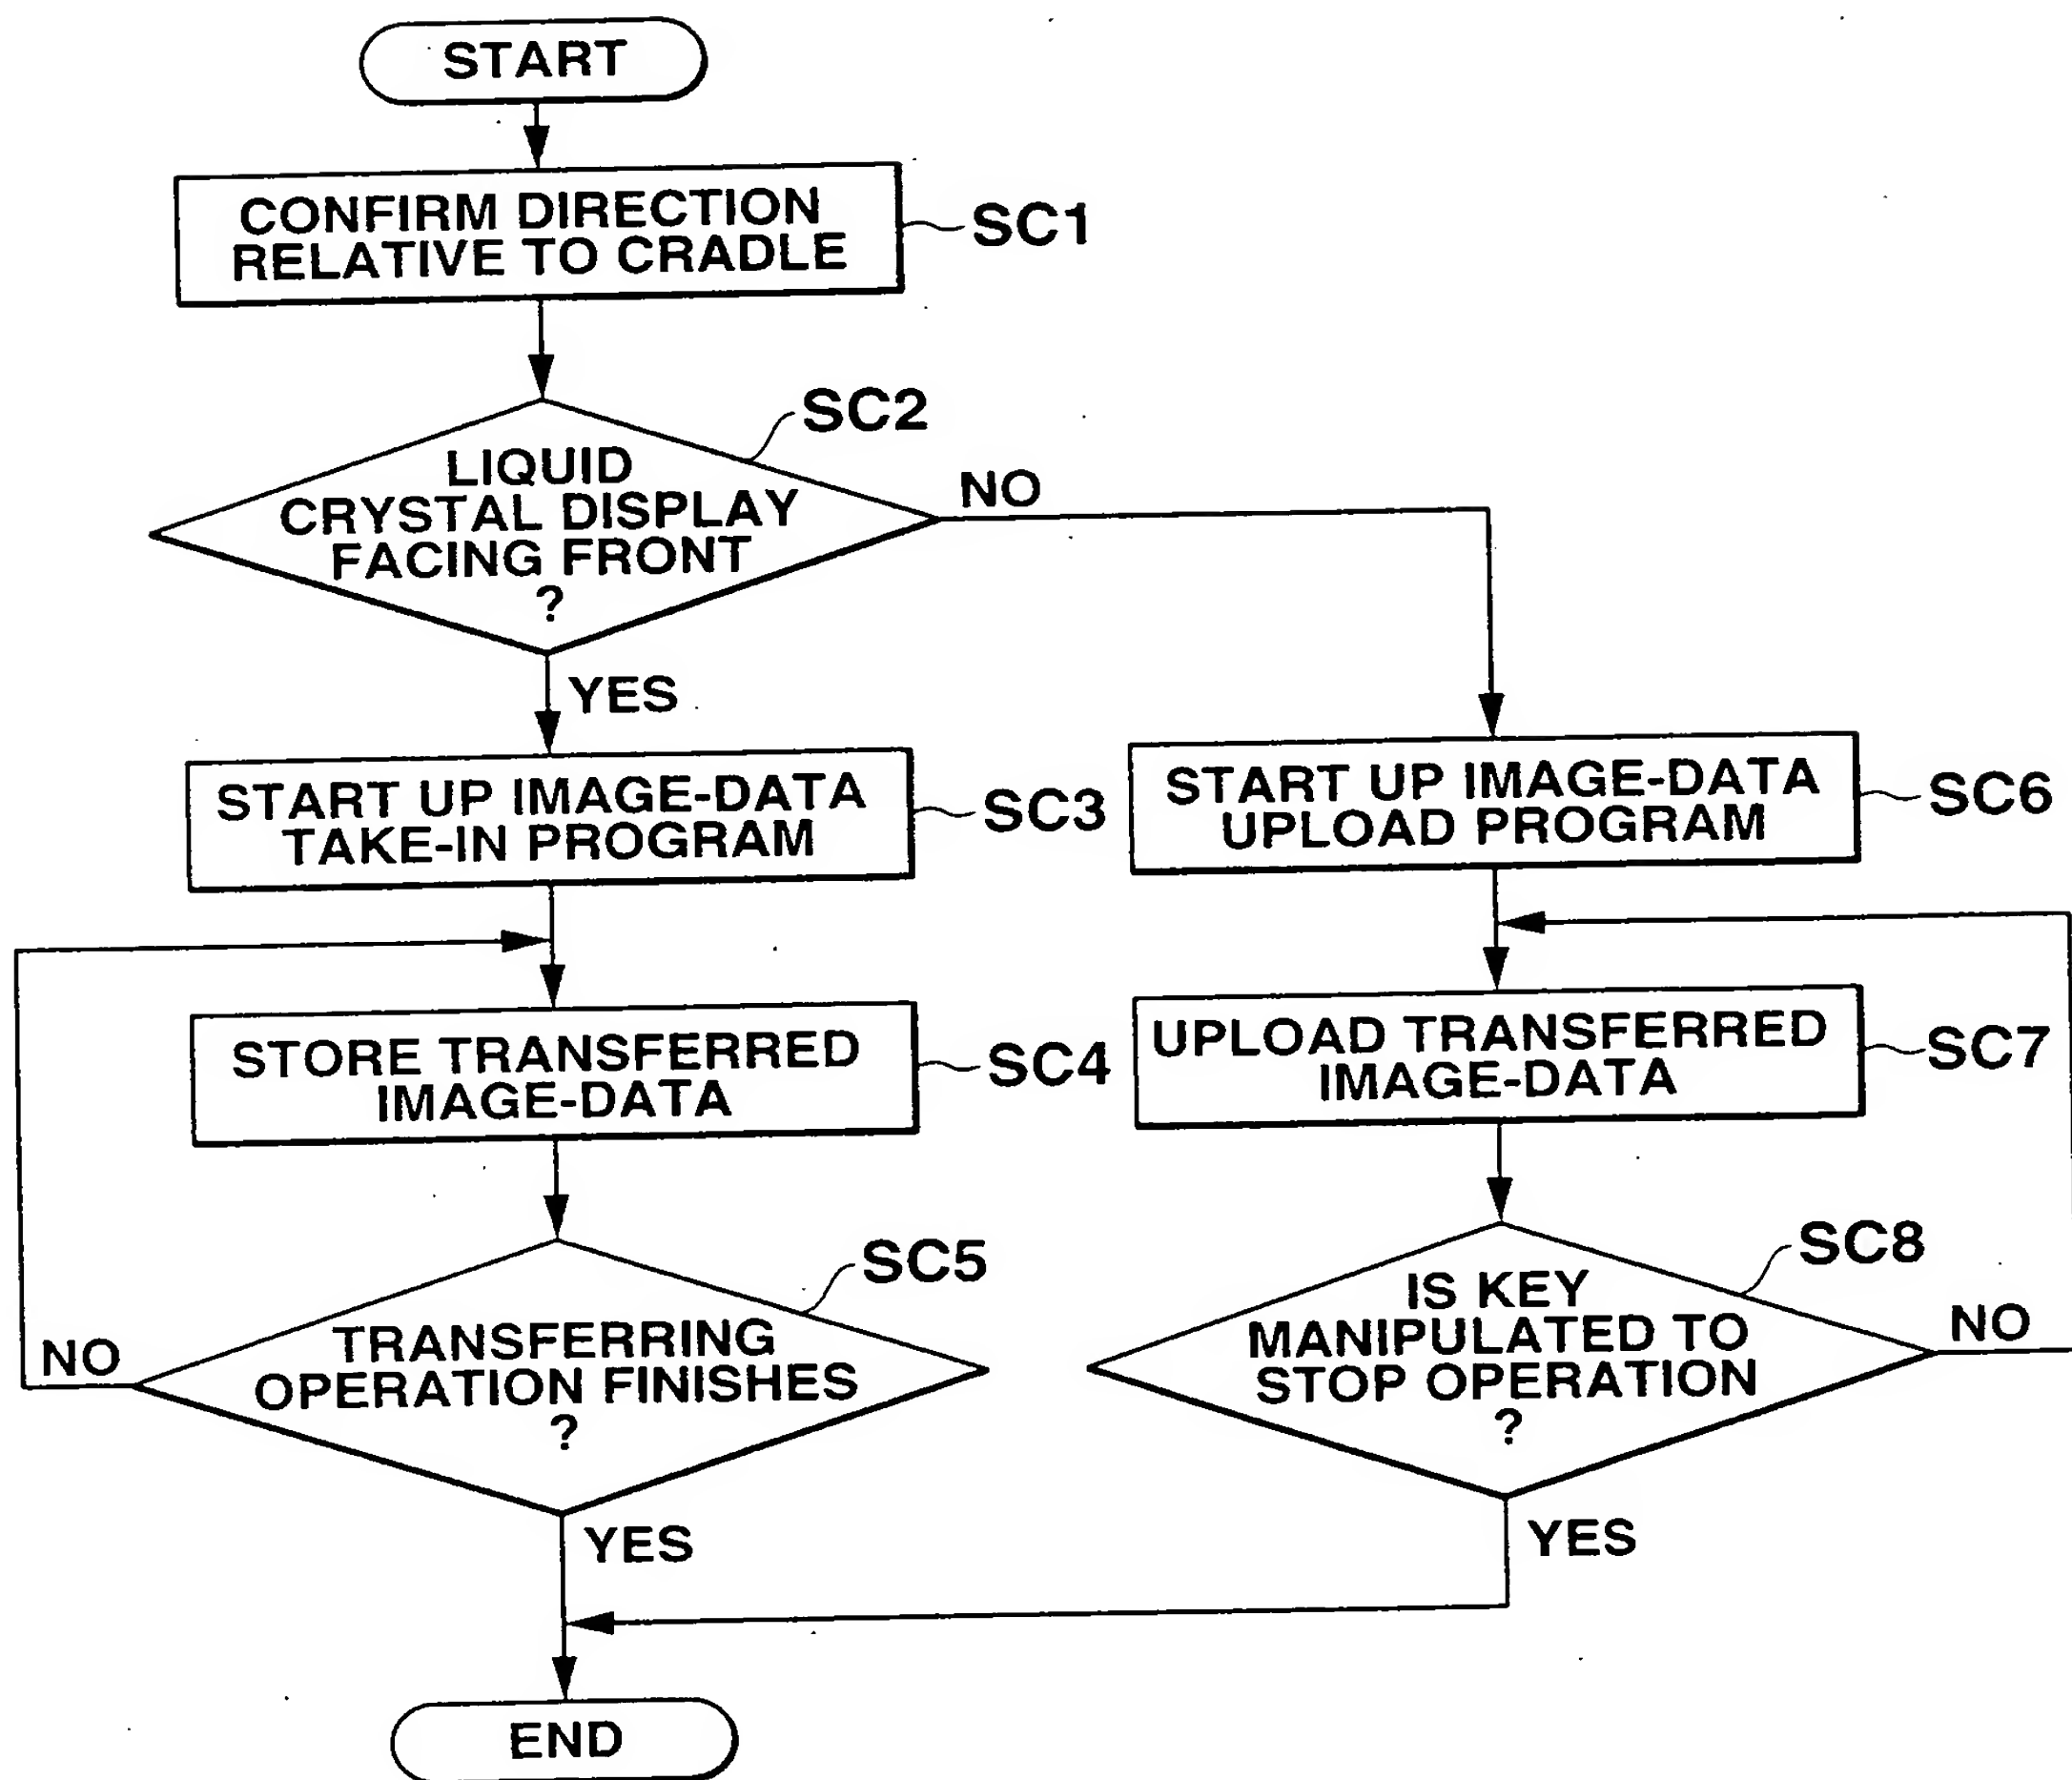 START
CONFIRM DIRECTION
RELATIVE TO CRADLE
SC1
SC2
LIQUID
CRYSTAL DISPLAY
FACING FRONT
?
NO
YES
START UP IMAGE-DATA
TAKE-IN PROGRAM
SC3
START UP IMAGE-DATA
UPLOAD PROGRAM
SC6
STORE TRANSFERRED
IMAGE-DATA
SC4
UPLOAD TRANSFERRED
IMAGE-DATA
SC7
SC5
TRANSFERRING
OPERATION FINISHES
?
NO
YES
SC8
IS KEY
MANIPULATED TO
STOP OPERATION
?
NO
YES
END